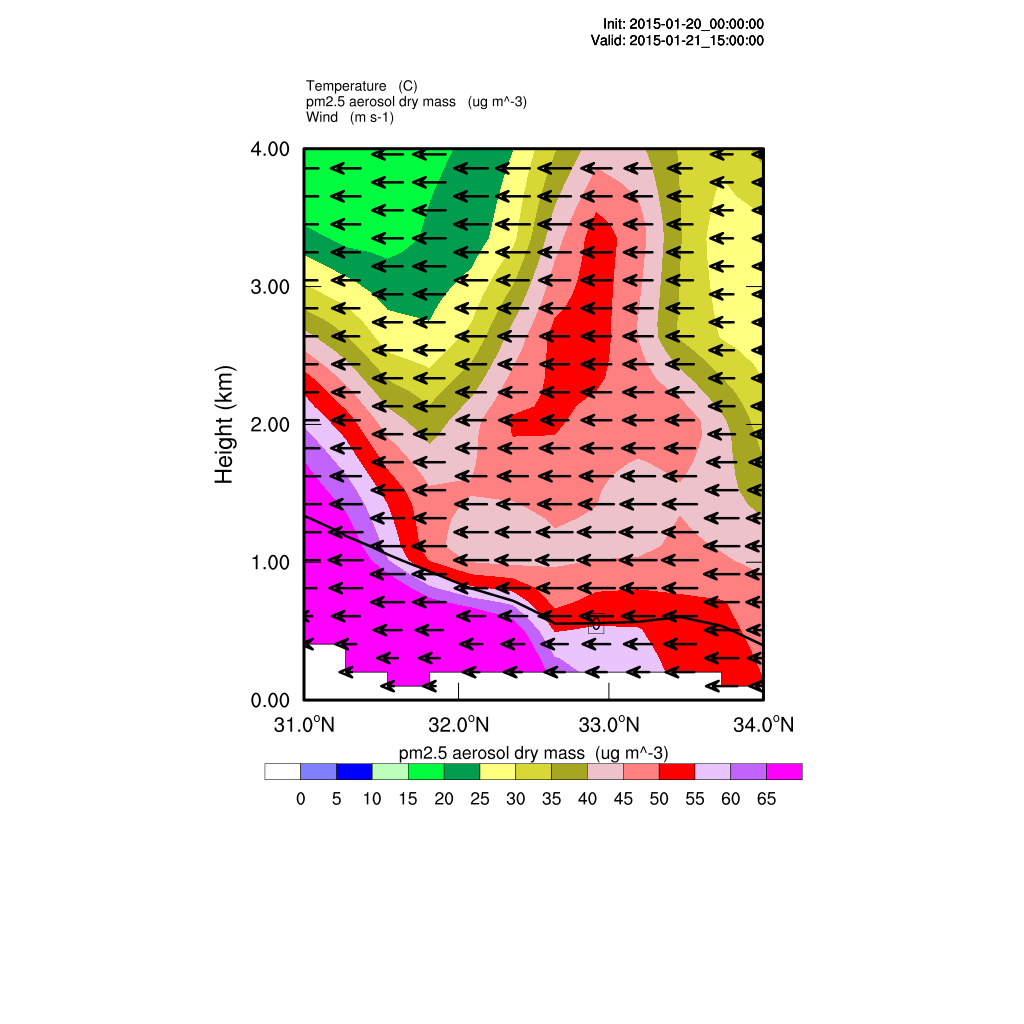 Init: 2015-01-20_00:00:00
Valid: 2015-01-21_15:00:00
Temperature (C)
pm2.5 aerosol dry mass (ug m^-3)
Wind (m s-1)
4.00
3.00
2.00
1.00
0.00
Height (km)
0
31.0°N 32.0°N 33.0°N 34.0°N
pm2.5 aerosol dry mass (ug m^-3)
0 5 10 15 20 25 30 35 40 45 50 55 60 65